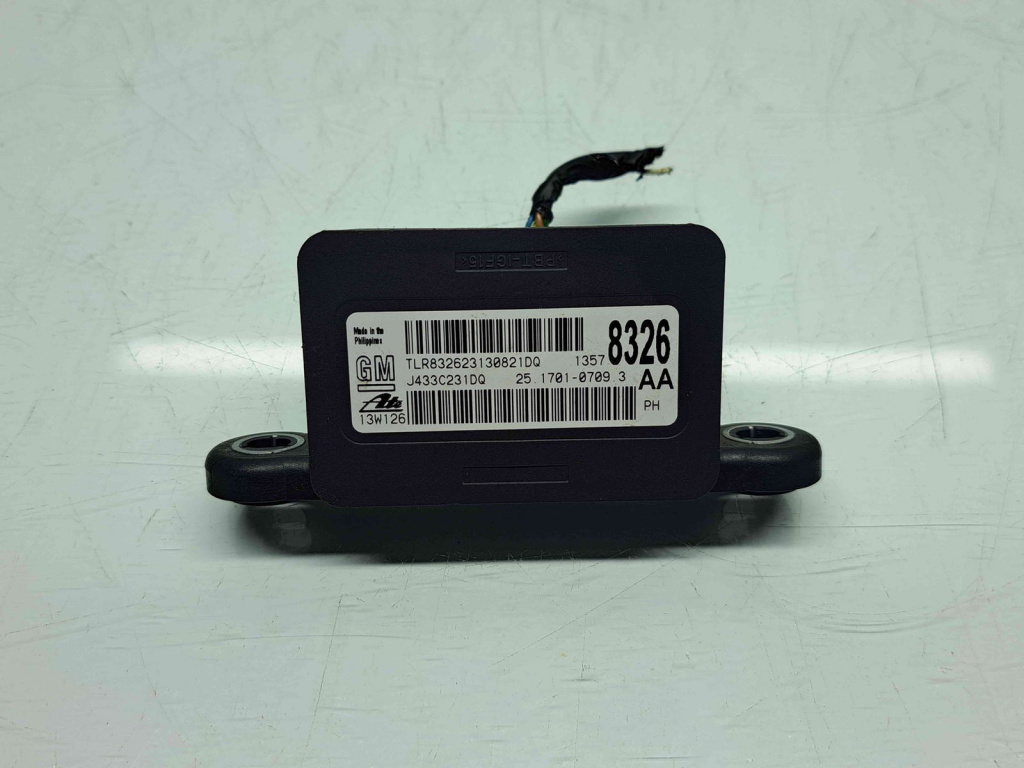 >PBT-IGF15<
Made in the
Philippines
GM
TLR832623130821DQ 1357 8326
J433C231DQ 25.1701-0709.3 AA
Ate
13W126 PH